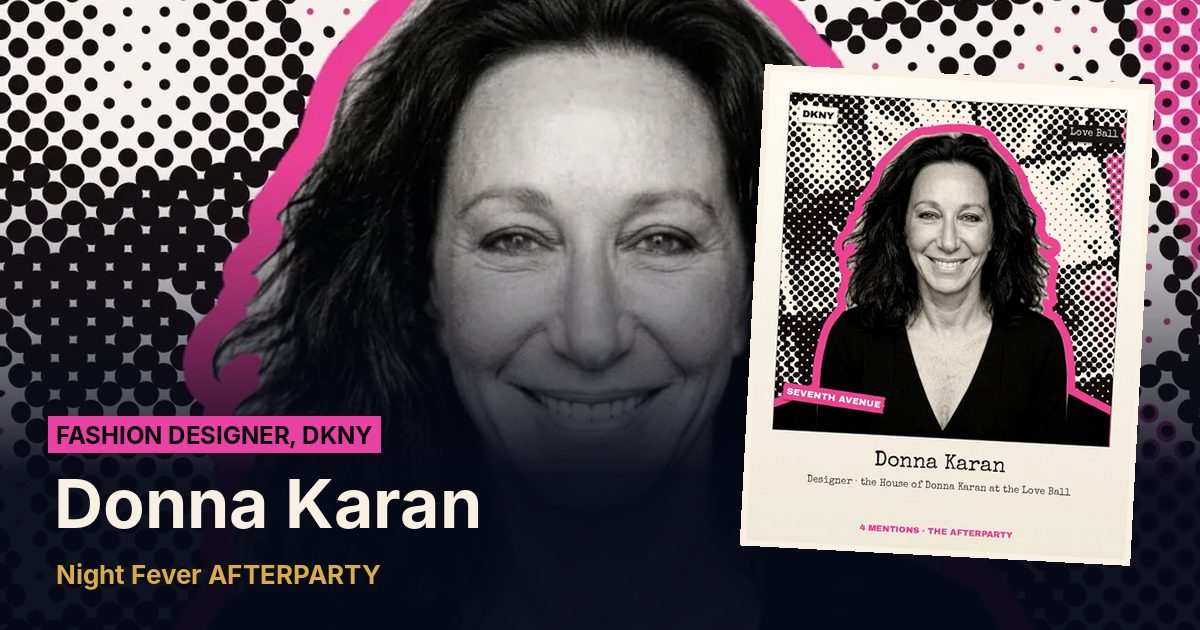 FASHION DESIGNER, DKNY
Donna Karan
Night Fever AFTERPARTY
DKNY
Love Ball
SEVENTH AVENUE
Donna Karan
Designer · the House of Donna Karan at the Love Ball
4 MENTIONS · THE AFTERPARTY